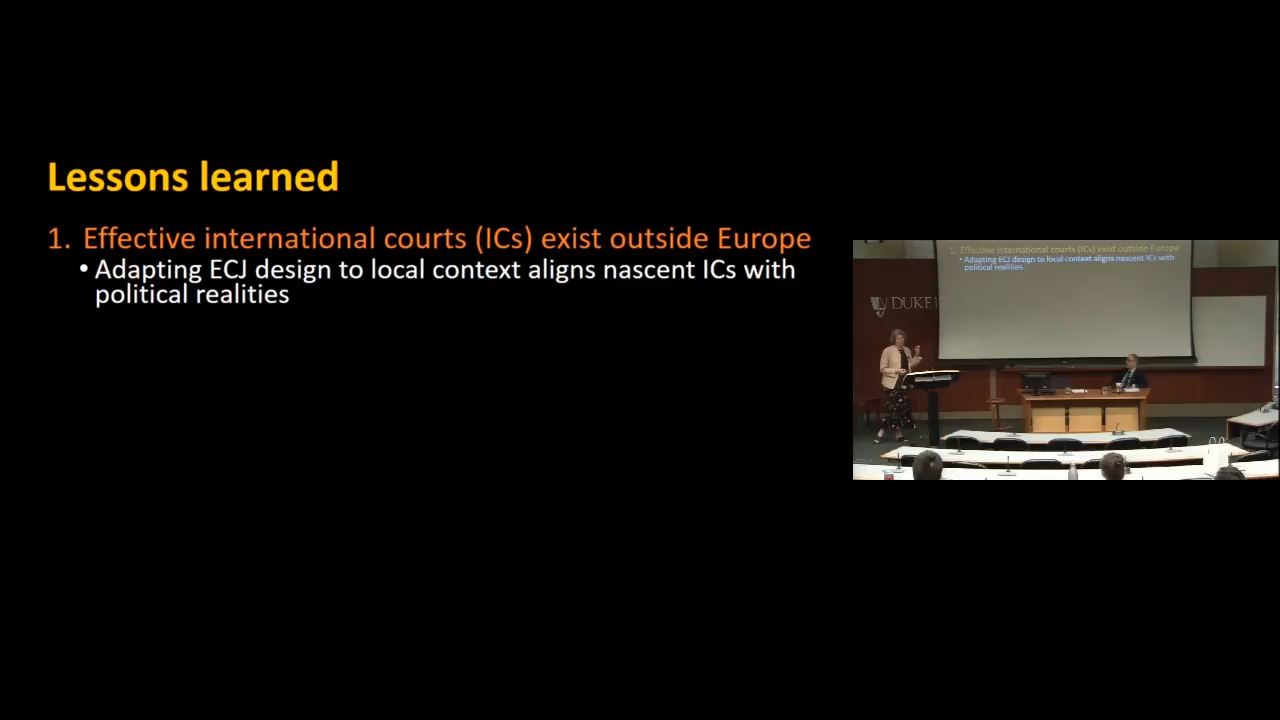 Lessons learned
1. Effective international courts (ICs) exist outside Europe
• Adapting ECJ design to local context aligns nascent ICs with
political realities
1. Effective international courts (ICs) exist outside Europe
• Adapting ECJ design to local context aligns nascent ICs with
political realities
DUKE